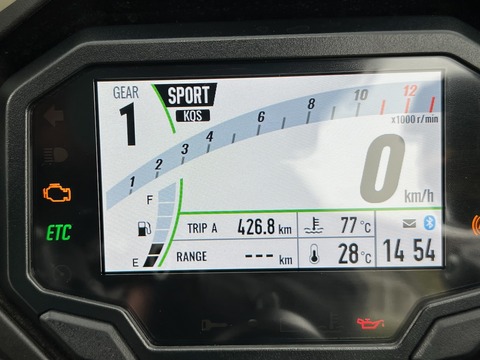 GEAR SPORT
1 KQS
1 2 3 4 6 8 10 12
x1000 r/min
0 km/h
F
E
ETC
TRIP A 426.8 km 77 °C
RANGE --- km 28 °C 14 54